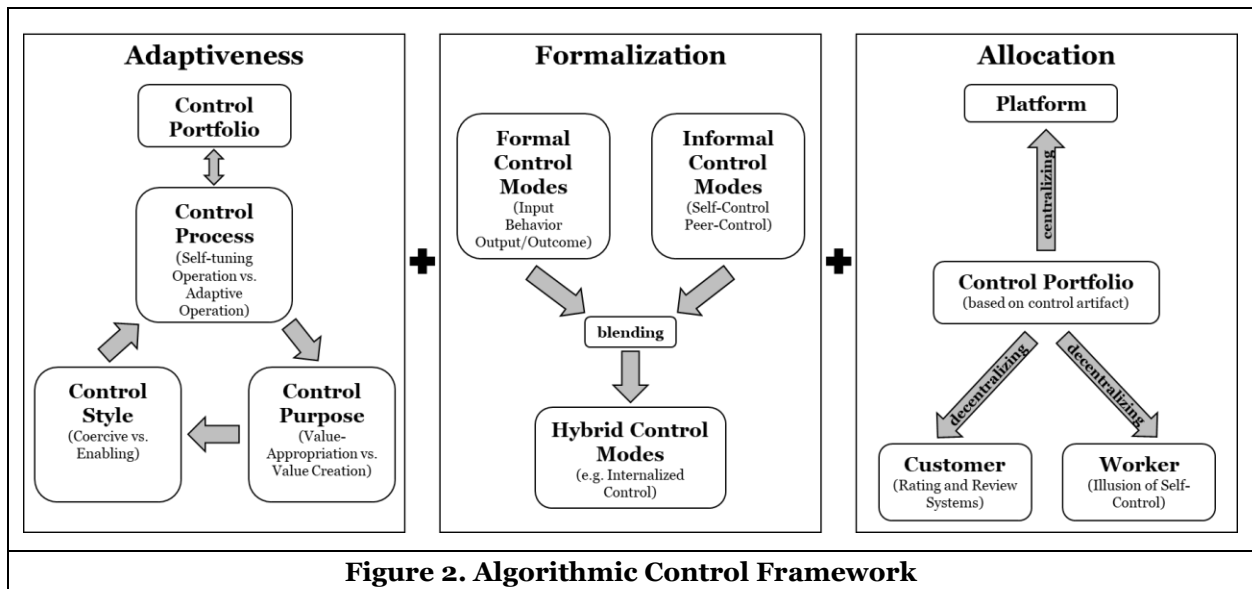 Adaptiveness
Control
Portfolio
Control
Process
(Self-tuning
Operation vs.
Adaptive
Operation)
Control
Style
(Coercive vs.
Enabling)
Control
Purpose
(Value-
Appropriation vs.
Value Creation)
Formalization
Formal
Control
Modes
(Input
Behavior
Output/Outcome)
Informal
Control
Modes
(Self-Control
Peer-Control)
blending
Hybrid Control
Modes
(e.g. Internalized
Control)
Allocation
Platform
centralizing
Control Portfolio
(based on control artifact)
decentralizing
decentralizing
Customer
(Rating and Review
Systems)
Worker
(Illusion of Self-
Control)
Figure 2. Algorithmic Control Framework